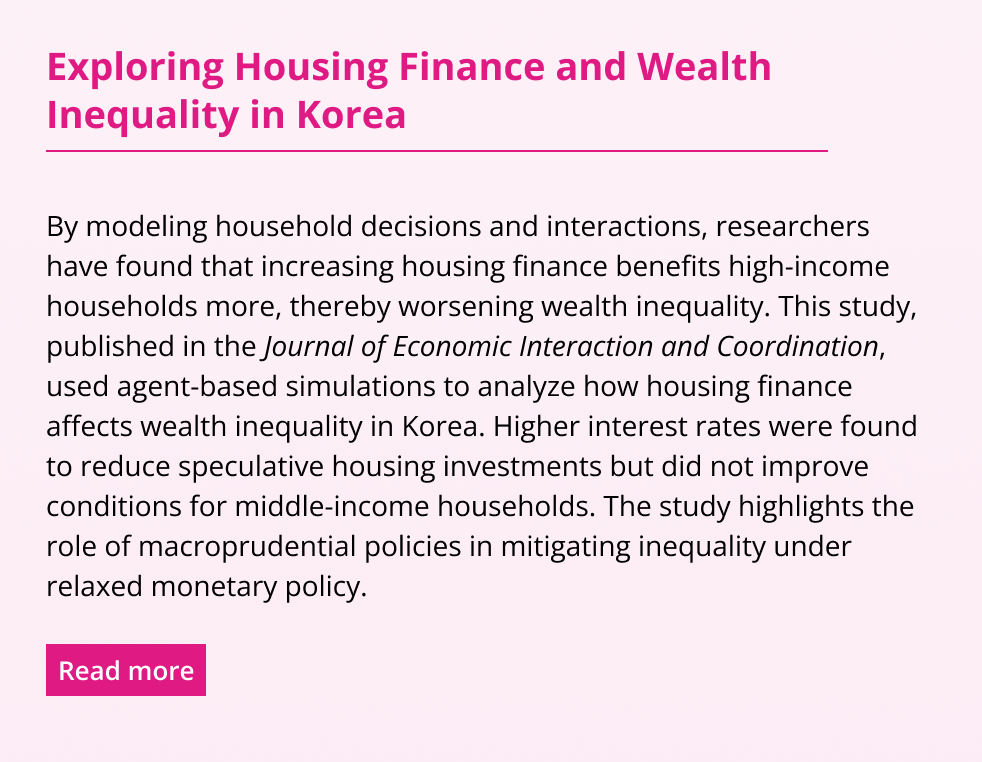 Exploring Housing Finance and Wealth
Inequality in Korea
By modeling household decisions and interactions, researchers
have found that increasing housing finance benefits high-income
households more, thereby worsening wealth inequality. This study,
published in the Journal of Economic Interaction and Coordination,
used agent-based simulations to analyze how housing finance
affects wealth inequality in Korea. Higher interest rates were found
to reduce speculative housing investments but did not improve
conditions for middle-income households. The study highlights the
role of macroprudential policies in mitigating inequality under
relaxed monetary policy.
Read more